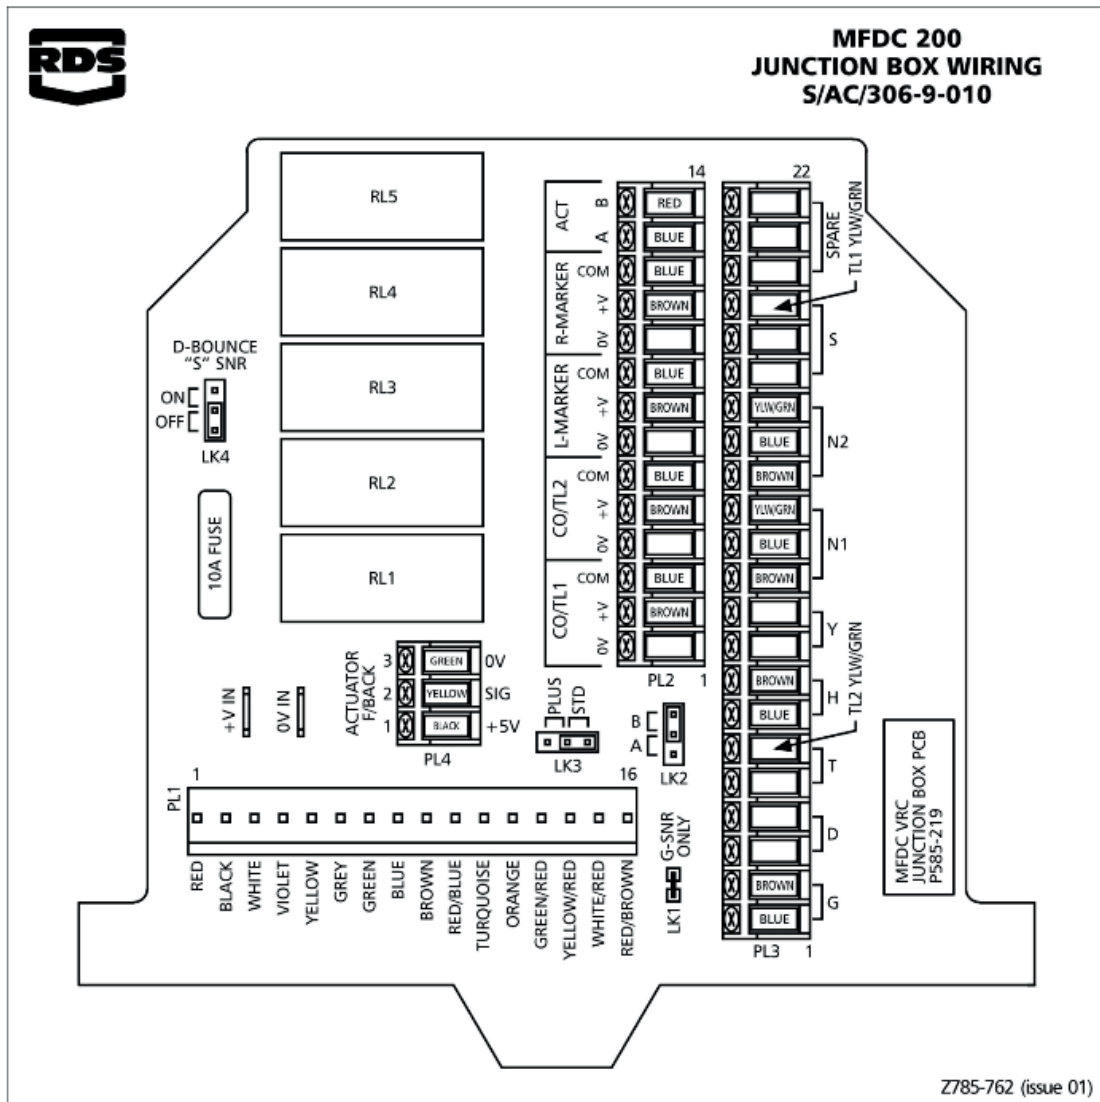 RDS
MFDC 200
JUNCTION BOX WIRING
S/AC/306-9-010
RL5
RL4
RL3
RL2
RL1
D-BOUNCE
"S" SNR
ON
OFF
LK4
10A FUSE
+V IN
0V IN
ACTUATOR
F/BACK
3 GREEN 0V
2 YELLOW SIG
1 BLACK +5V
PL4
14
ACT
B RED
A BLUE
R-MARKER
COM BLUE
+V BROWN
0V
L-MARKER
COM BLUE
+V BROWN
0V
CO/TL2
COM BLUE
+V BROWN
0V
CO/TL1
COM BLUE
+V BROWN
0V
PL2 1
PLUS
STD
LK3
B
A
LK2
G-SNR
ONLY
LK1
22
SPARE
TL1 YLW/GRN
S
YLW/GRN
BLUE N2
BROWN
YLW/GRN
BLUE N1
BROWN
Y
TL2 YLW/GRN
BROWN
H
BLUE
T
D
BROWN
G
BLUE
PL3 1
MFDC VRC
JUNCTION BOX PCB
P585-219
PL1
1 16
RED
BLACK
WHITE
VIOLET
YELLOW
GREY
GREEN
BLUE
BROWN
RED/BLUE
TURQUOISE
ORANGE
GREEN/RED
YELLOW/RED
WHITE/RED
RED/BROWN
Z785-762 (issue 01)